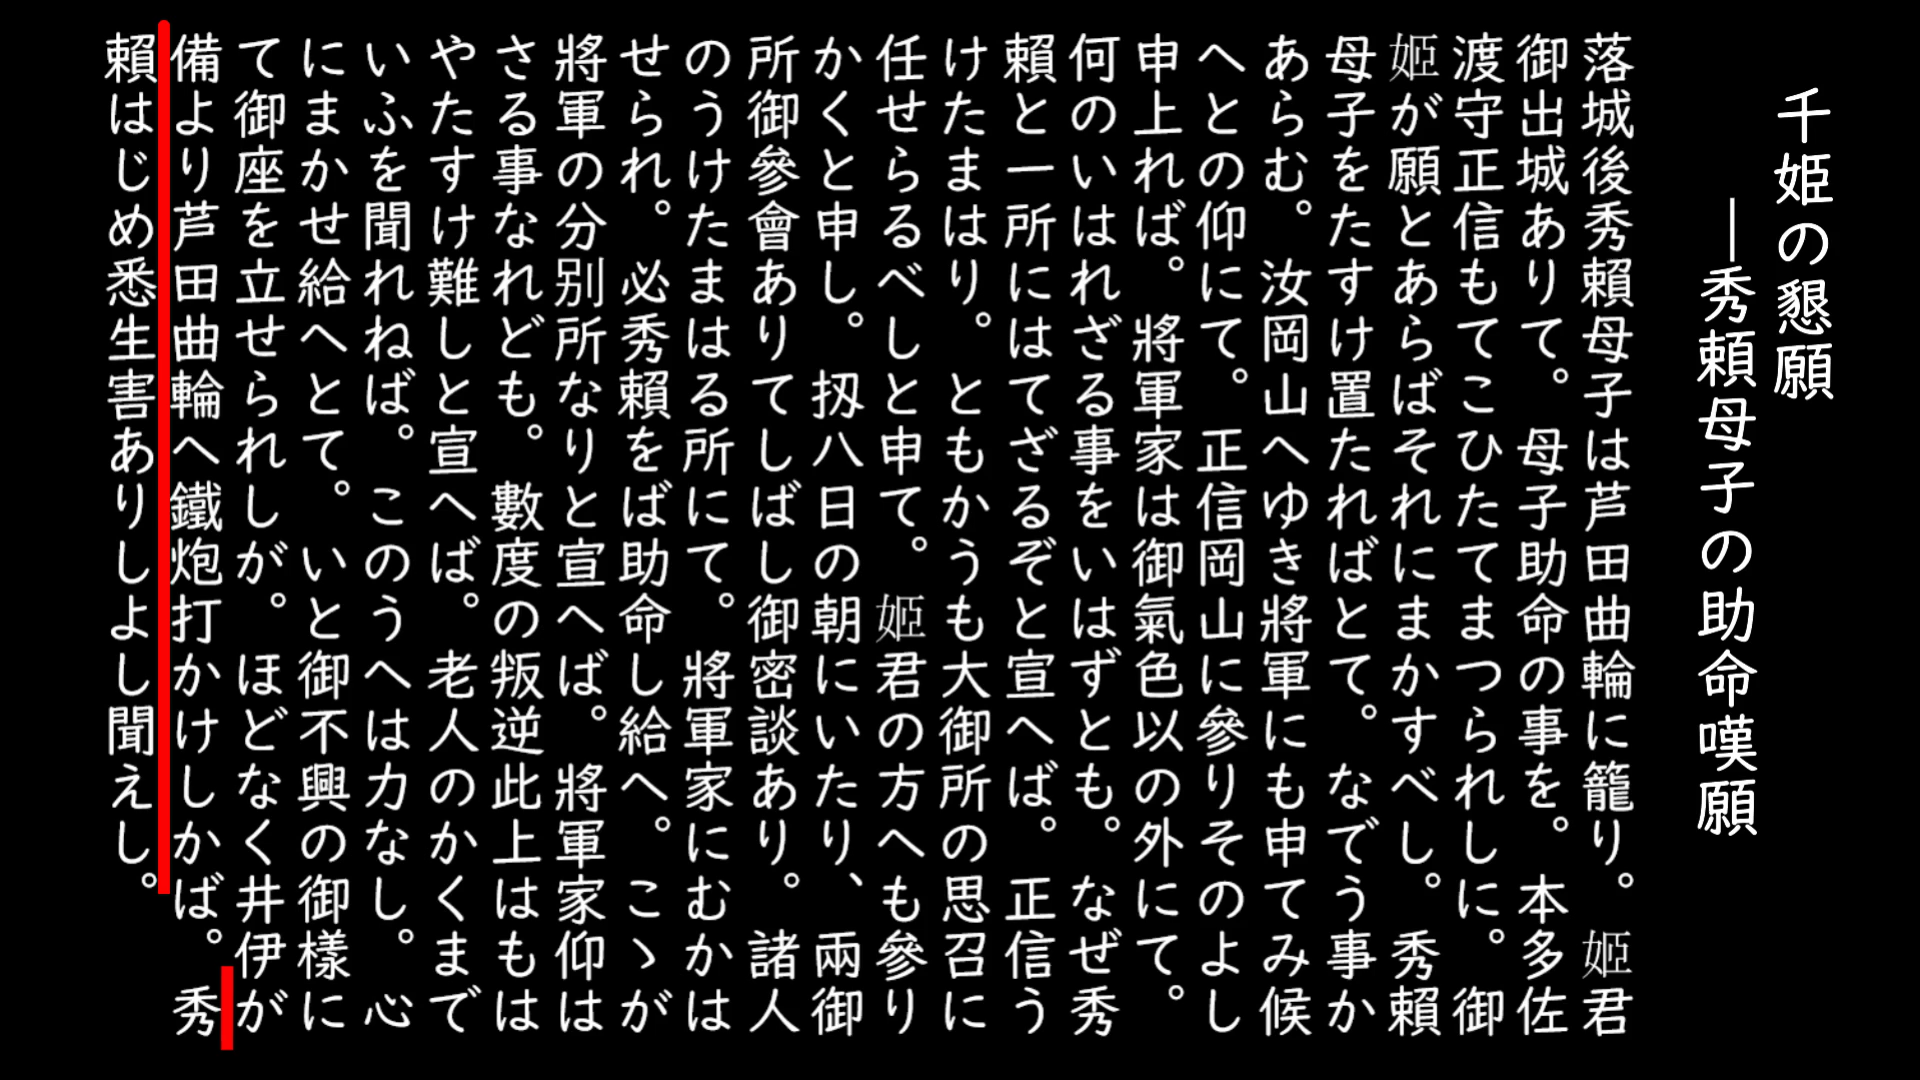 千姫の懇願
―秀頼母子の助命嘆願
落城後秀賴母子は芦田曲輪に籠り。姬君
御出城ありて。母子助命の事を。本多佐
渡守正信もてこひたてまつられしに。御
姬が願とあらばそれにまかすべし。秀賴
母子をたすけ置たればとて。なでう事か
あらむ。汝岡山へゆき將軍にも申てみ候
へとの仰にて。正信岡山に參りそのよし
申上れば。將軍家は御氣色以の外にて。
何のいはれざる事をいはずとも。なぜ秀
賴と一所にはてざるぞと宣へば。正信う
けたまはり。ともかうも大御所の思召に
任せらるべしと申て。姬君の方へも參り
かくと申し。扨八日の朝にいたり、兩御
所御參會ありてしばし御密談あり。諸人
のうけたまはる所にて。將軍家にむかは
せられ。必秀賴をば助命し給へ。こゝが
將軍の分別所なりと宣へば。將軍家仰は
さる事なれども。數度の叛逆此上はもは
やたすけ難しと宣へば。老人のかくまで
いふを聞れねば。このうへは力なし。心
にまかせ給へとて。いと御不興の御樣に
て御座を立せられしが。ほどなく井伊が
備より芦田曲輪へ鐵炮打かけしかば。秀
賴はじめ悉生害ありしよし聞えし。